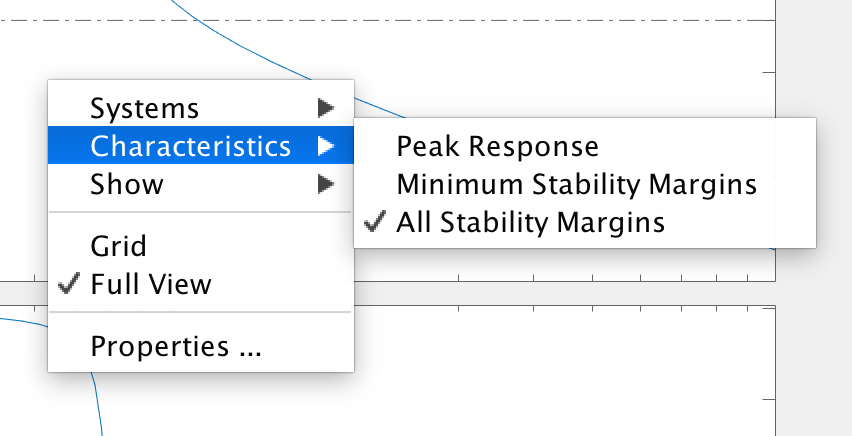 Systems
Characteristics
Show
Grid
Full View
Properties ...
Peak Response
Minimum Stability Margins
All Stability Margins